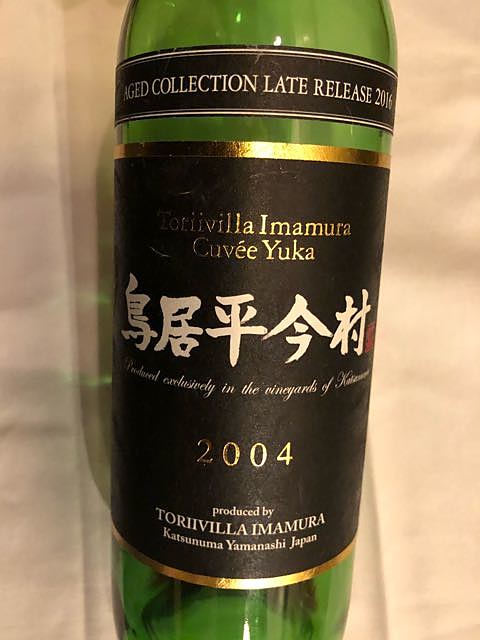 AGED COLLECTION LATE RELEASE 2016
Toriivilla Imamura
Cuvée Yuka
鳥居平今村
Produced exclusively in the vineyards of Katsunuma
2004
produced by
TORIIVILLA IMAMURA
Katsunuma Yamanashi Japan